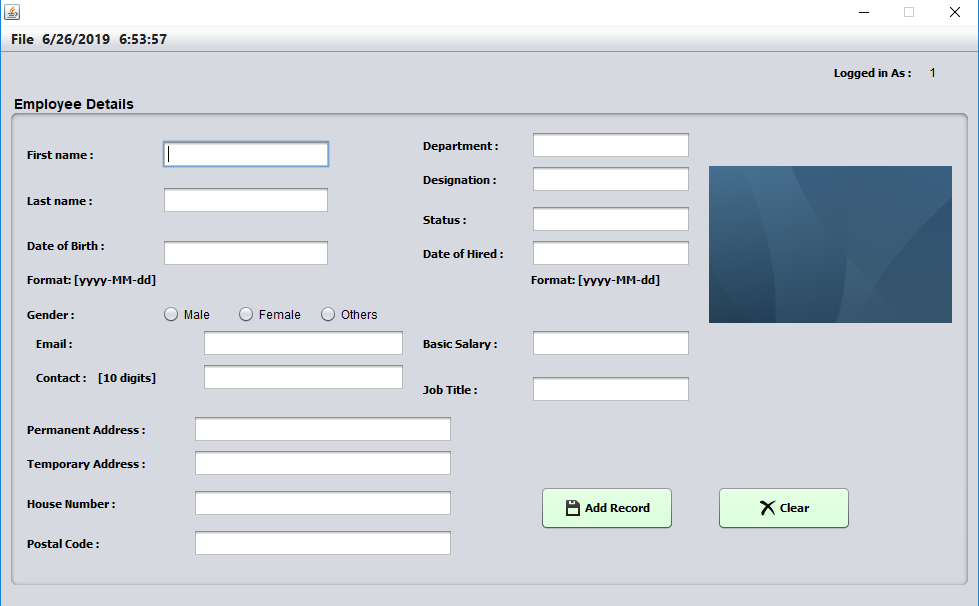 File 6/26/2019 6:53:57
Logged in As : 1
Employee Details
First name :
Last name :
Date of Birth :
Format: [yyyy-MM-dd]
Gender :
Male
Female
Others
Email :
Contact : [10 digits]
Permanent Address :
Temporary Address :
House Number :
Postal Code :
Department :
Designation :
Status :
Date of Hired :
Format: [yyyy-MM-dd]
Basic Salary :
Job Title :
Add Record
Clear